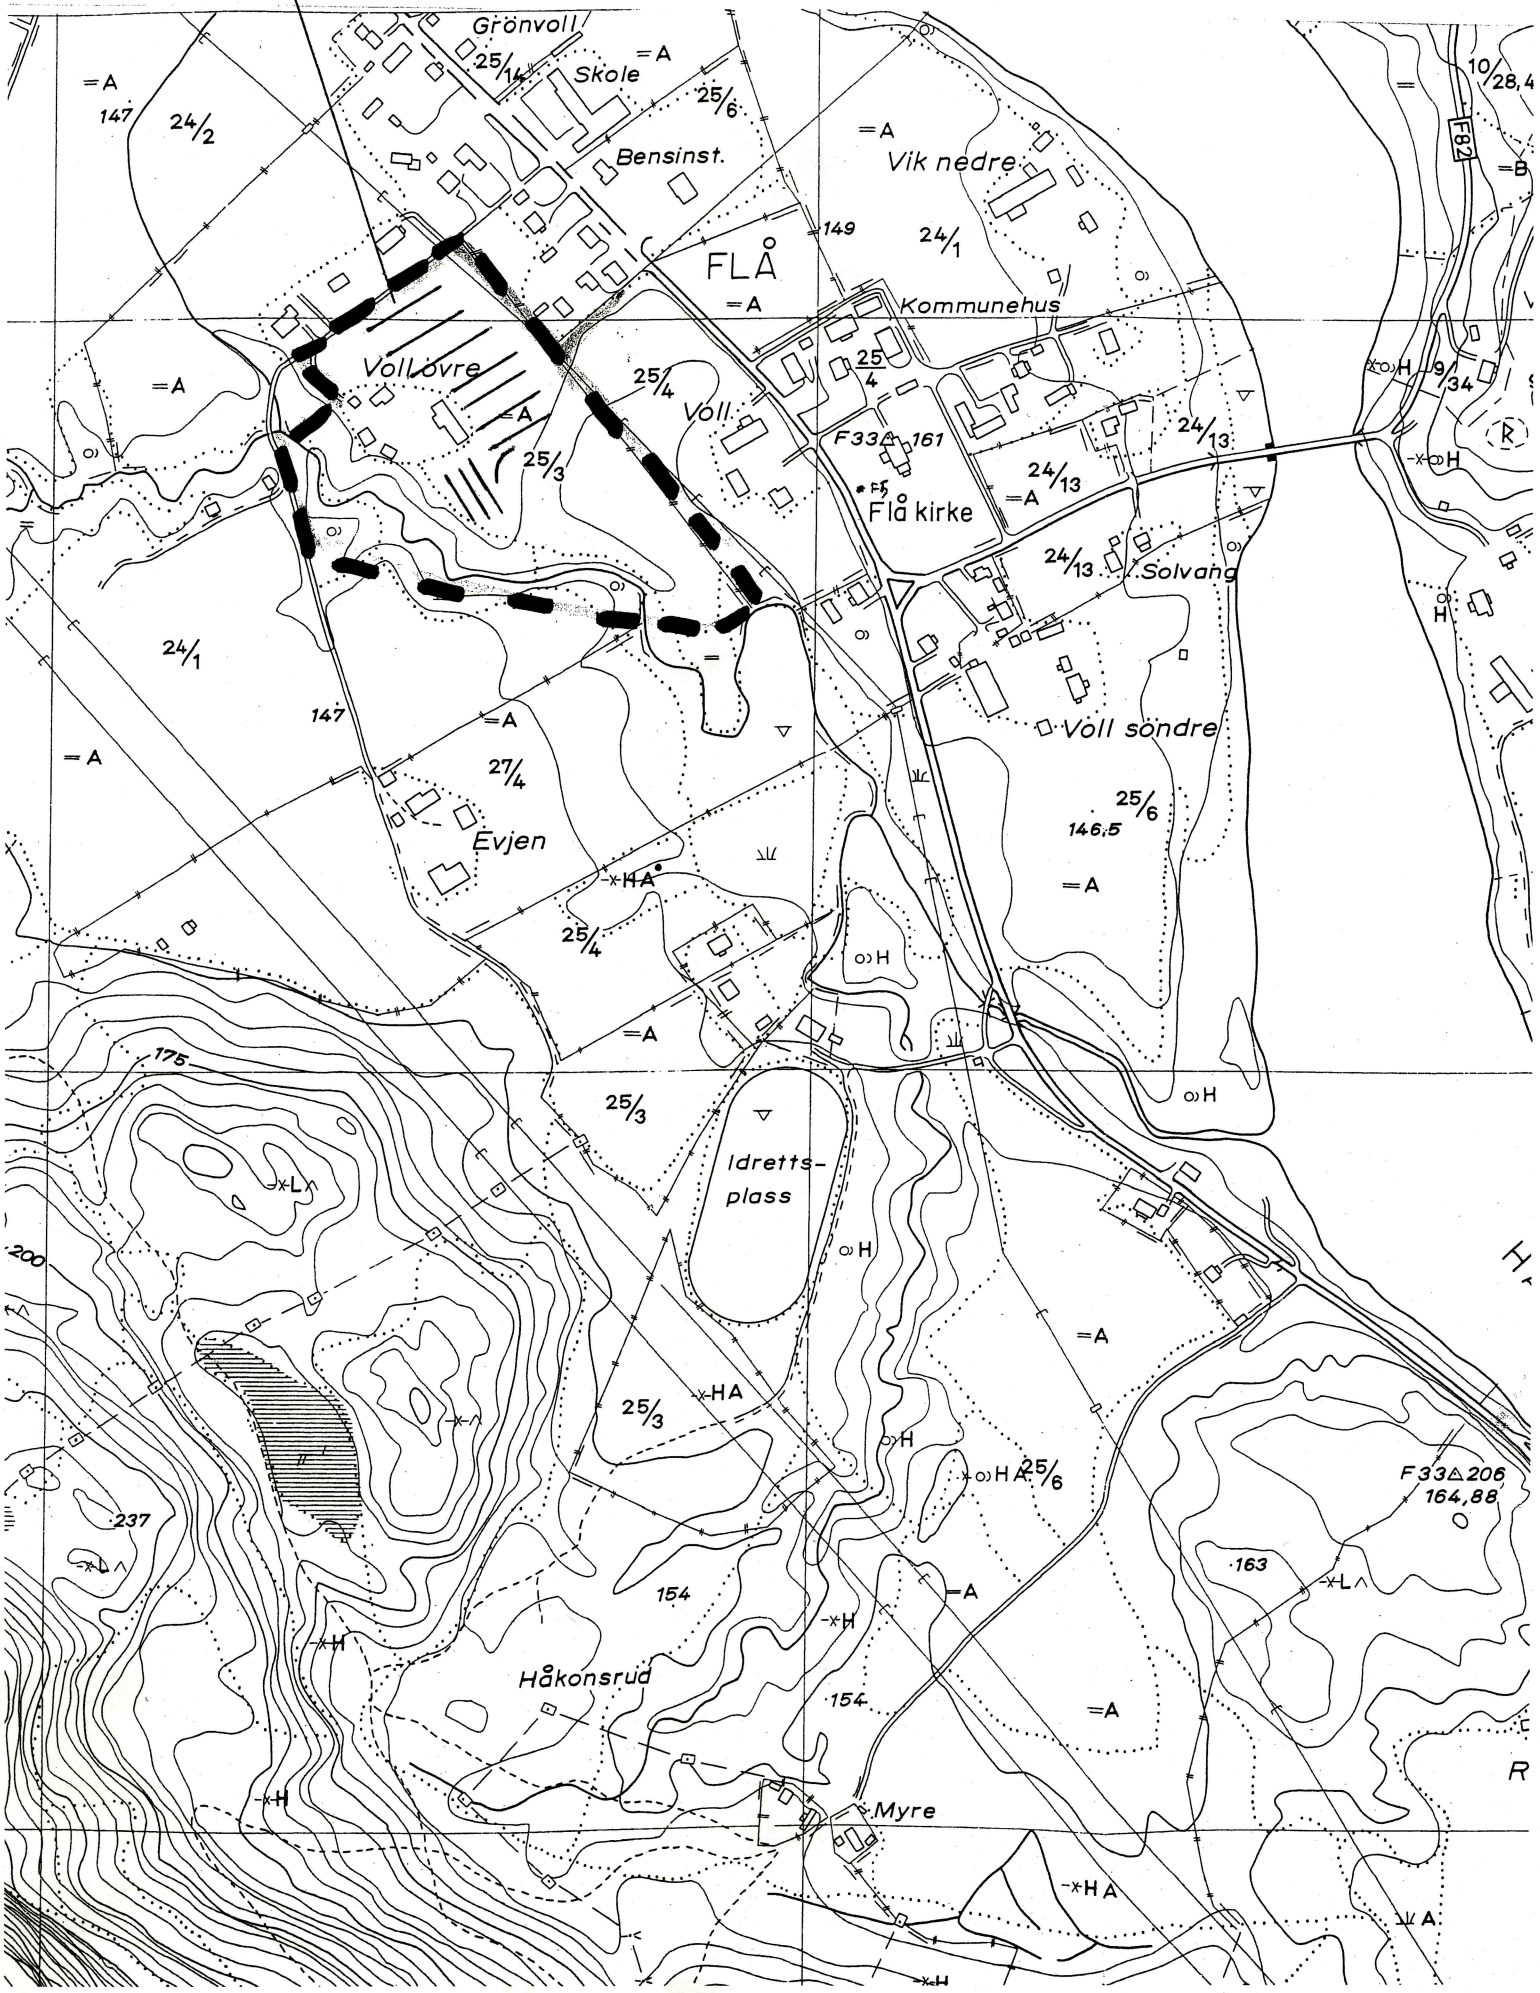 Grönvoll
25/14
Skole
=A
=A
147
24/2
25/6
=A
10/28,4
=
F82
Bensinst.
Vik nedre
=B
149
24/1
FLÅ
=A
Kommunehus
Voll övre
=A
25/4
25/4
-x-o)H
9/34
=A
Voll
F33△ 161
24/13
R
25/3
24/13
-x-o)H
=A
Flå kirke
=
24/13
Solvang
H
24/1
=
147
=A
Voll söndre
=A
27/4
25/6
146,5
Evjen
-x-HA
=A
25/4
o)H
=A
175
25/3
o)H
Idretts-
plass
-x-L^
200
o)H
=A
-x-HA
25/3
-x-^
o)H
-x-o)HA
25/6
F33△206
164,88
237
-x-L^
163
-x-L^
154
=A
-x-H
-x-H
Håkonsrud
154
=A
R
-x-H
Myre
-x-HA
A
-x-H